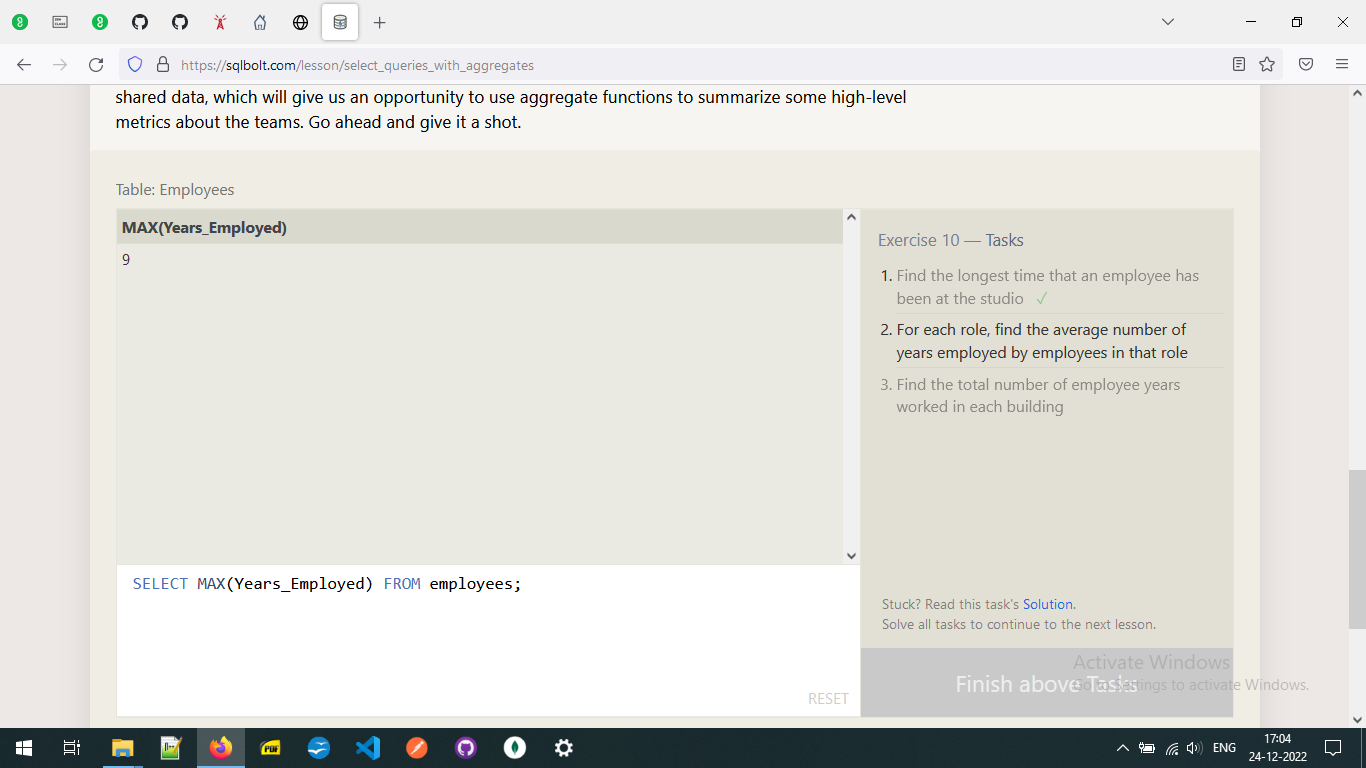 https://sqlbolt.com/lesson/select_queries_with_aggregates
shared data, which will give us an opportunity to use aggregate functions to summarize some high-level
metrics about the teams. Go ahead and give it a shot.
Table: Employees
MAX(Years_Employed)
9
Exercise 10 — Tasks
1. Find the longest time that an employee has
been at the studio ✓
2. For each role, find the average number of
years employed by employees in that role
3. Find the total number of employee years
worked in each building
SELECT MAX(Years_Employed) FROM employees;
RESET
Stuck? Read this task's Solution.
Solve all tasks to continue to the next lesson.
Finish above Tasks
Activate Windows
Go to Settings to activate Windows.
PDF
ENG
17:04
24-12-2022